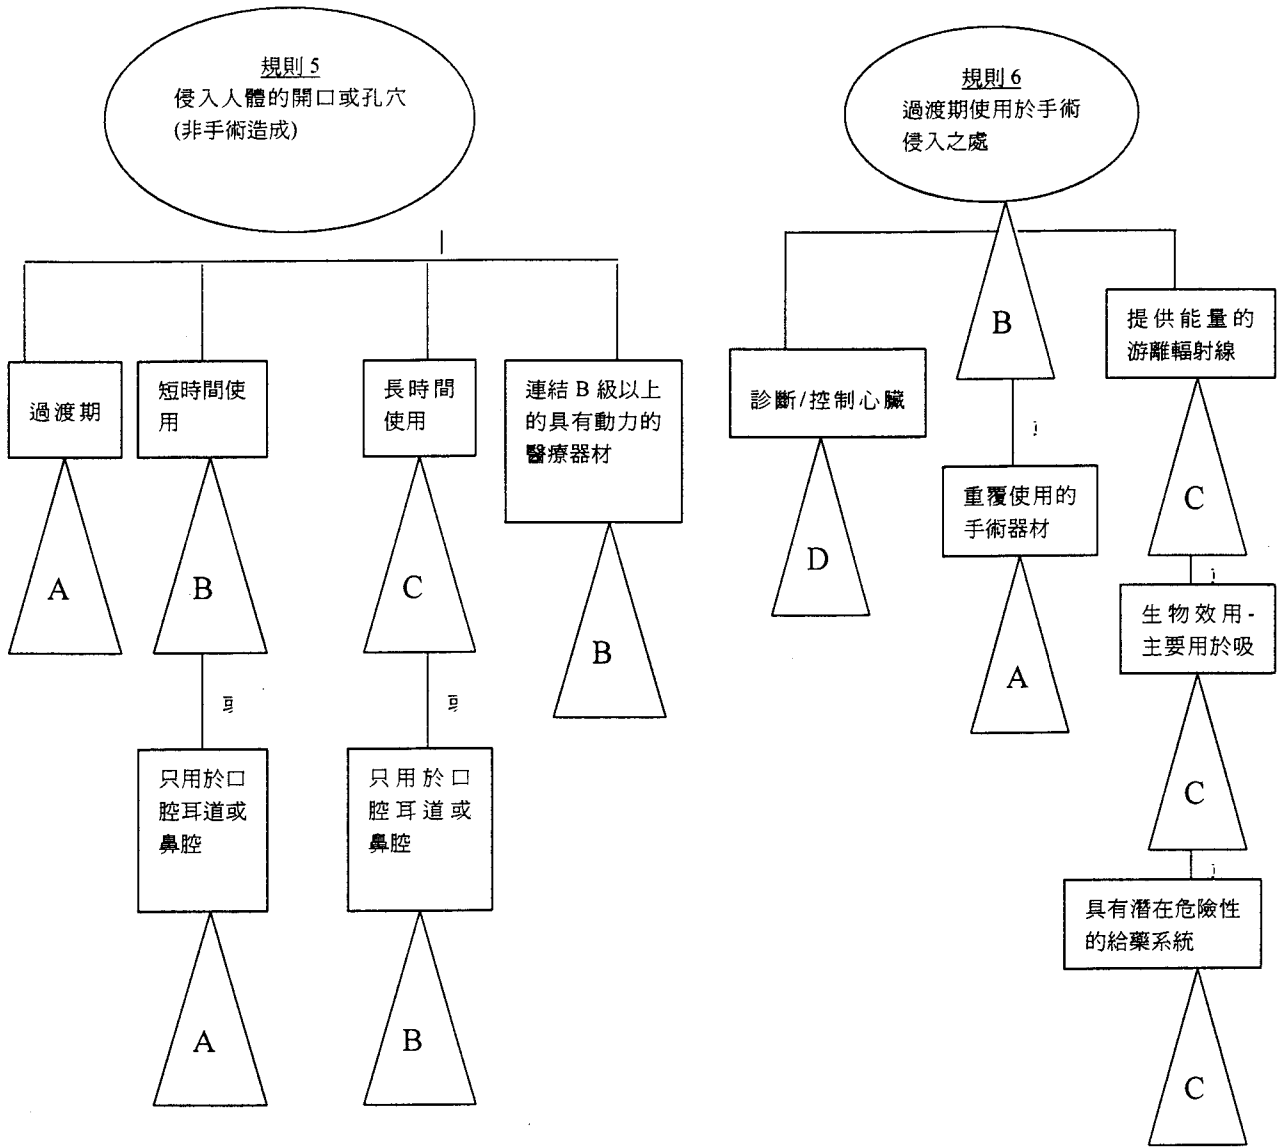 規則 5
侵入人體的開口或孔穴
(非手術造成)
過渡期
A
短時間使
用
B
只用於口
腔耳道或
鼻腔
A
長時間
使用
C
只用於口
腔耳道或
鼻腔
B
連結 B 級以上
的具有動力的
醫療器材
B
規則 6
過渡期使用於手術
侵入之處
診斷/控制心臟
D
B
重覆使用的
手術器材
A
提供能量的
游離輻射線
C
生物效用-
主要用於吸
C
具有潛在危險性
的給藥系統
C